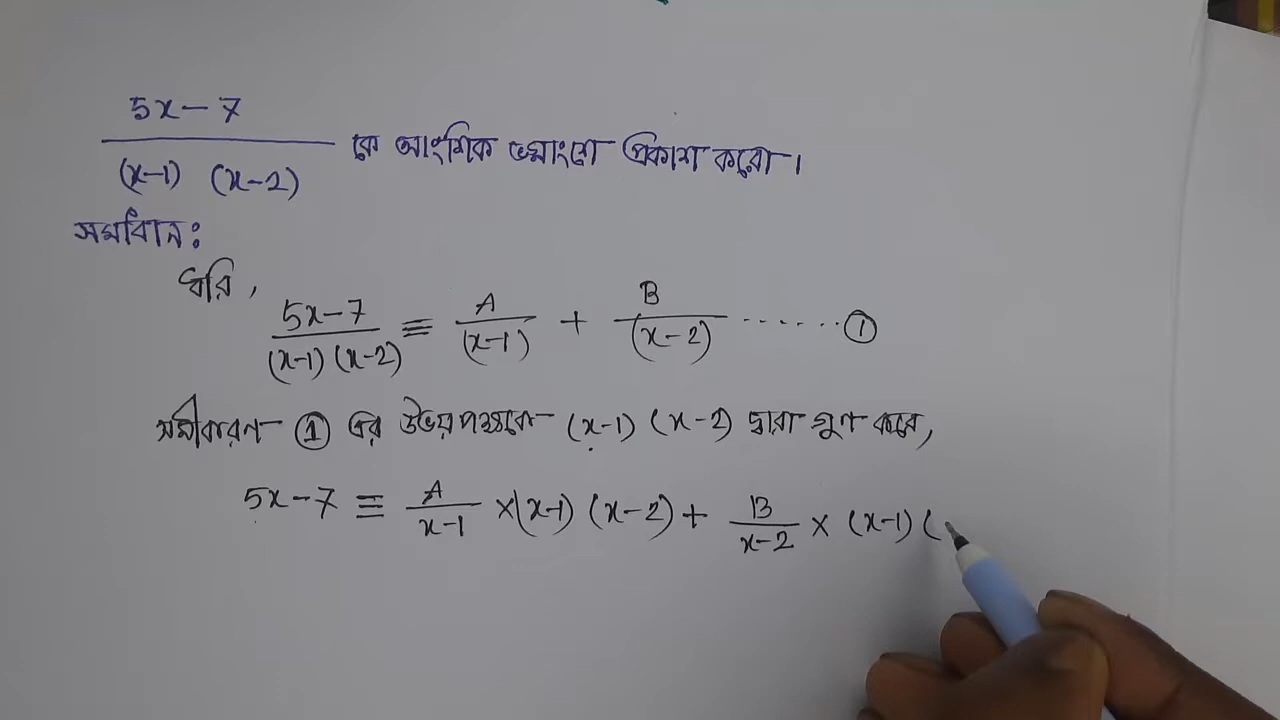 5x-7 / (x-1) (x-2) কে আংশিক ভগ্নাংশে প্রকাশ করো।
সমাধান:
ধরি,
5x-7 / (x-1)(x-2) ≡ A / (x-1) + B / (x-2) ....... ①
সমীকরণ ① এর উভয়পক্ষকে (x-1) (x-2) দ্বারা গুণ করে,
5x-7 ≡ A / x-1 ×(x-1) (x-2) + B / x-2 × (x-1) (